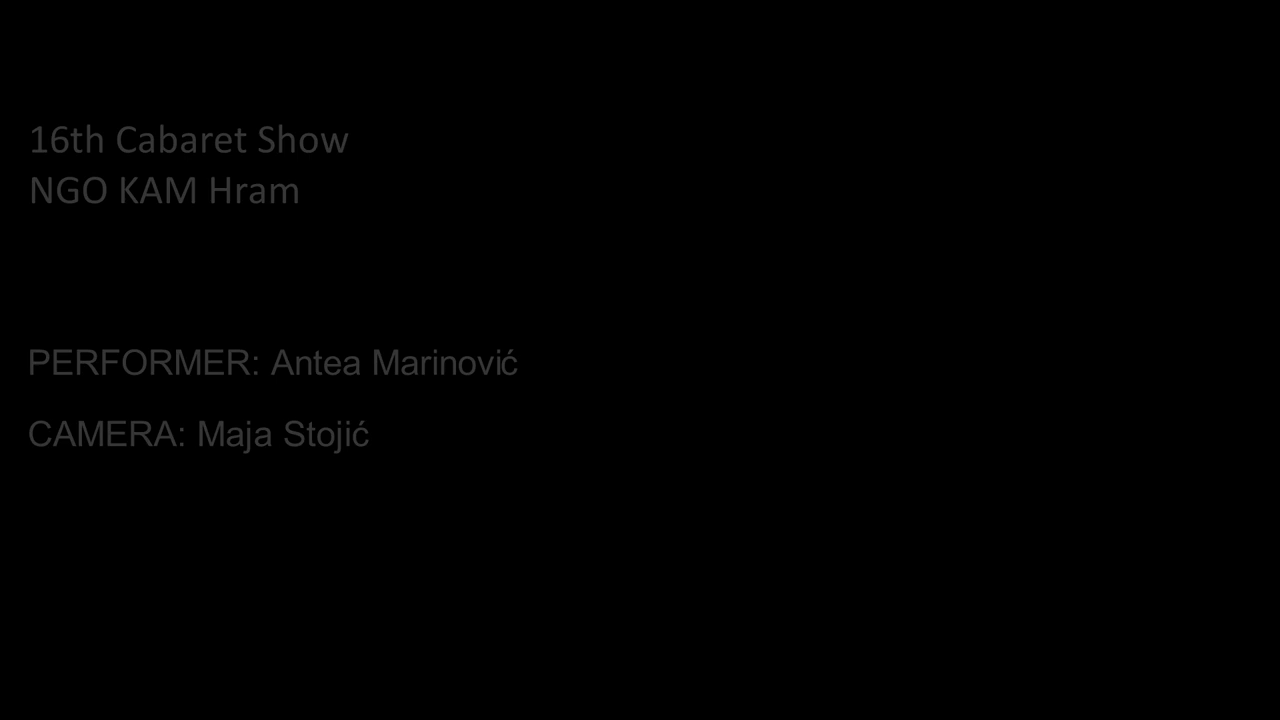 16th Cabaret Show
NGO KAM Hram
PERFORMER: Antea Marinović
CAMERA: Maja Stojić